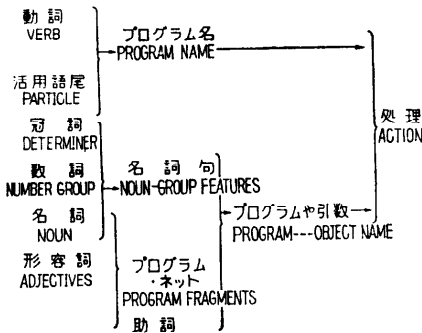 動詞
VERB
活用語尾
PARTICLE
冠詞
DETERMINER
数詞
NUMBER GROUP
名詞
NOUN
形容詞
ADJECTIVES
プログラム名
PROGRAM NAME
名詞句
NOUN-GROUP FEATURES
プログラム
・ネット
PROGRAM FRAGMENTS
助詞
プログラムや引数
PROGRAM---OBJECT NAME
処理
ACTION